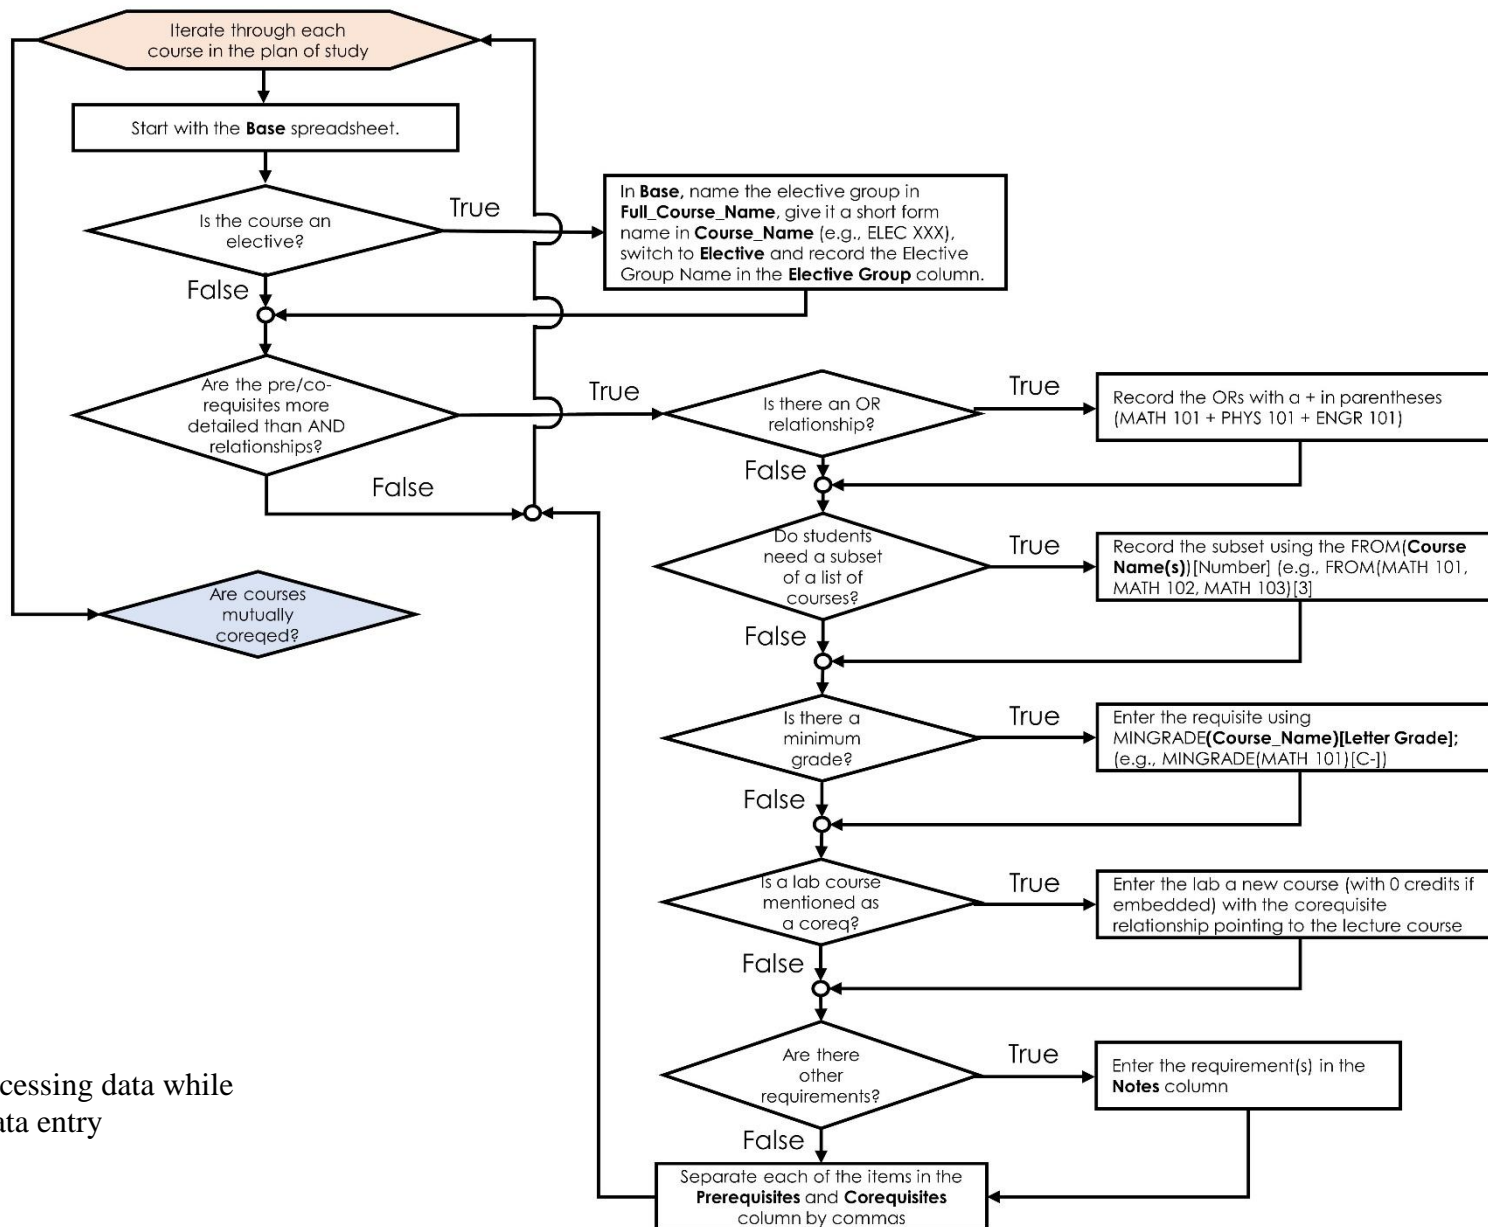 Iterate through each
course in the plan of study
Start with the Base spreadsheet.
Is the course an
elective?
True
In Base, name the elective group in
Full_Course_Name, give it a short form
name in Course_Name (e.g., ELEC XXX),
switch to Elective and record the Elective
Group Name in the Elective Group column.
False
Are the pre/co-
requisites more
detailed than AND
relationships?
True
False
Is there an OR
relationship?
True
Record the ORs with a + in parentheses
(MATH 101 + PHYS 101 + ENGR 101)
False
Do students
need a subset
of a list of
courses?
True
Record the subset using the FROM(Course
Name(s))[Number] (e.g., FROM(MATH 101,
MATH 102, MATH 103)[3]
False
Are courses
mutually
coreqed?
Is there a
minimum
grade?
True
Enter the requisite using
MINGRADE(Course_Name)[Letter Grade];
(e.g., MINGRADE(MATH 101)[C-])
False
Is a lab course
mentioned as
a coreq?
True
Enter the lab a new course (with 0 credits if
embedded) with the corequisite
relationship pointing to the lecture course
False
Are there
other
requirements?
True
Enter the requirement(s) in the
Notes column
False
Separate each of the items in the
Prerequisites and Corequisites
column by commas
cessing data while
ata entry